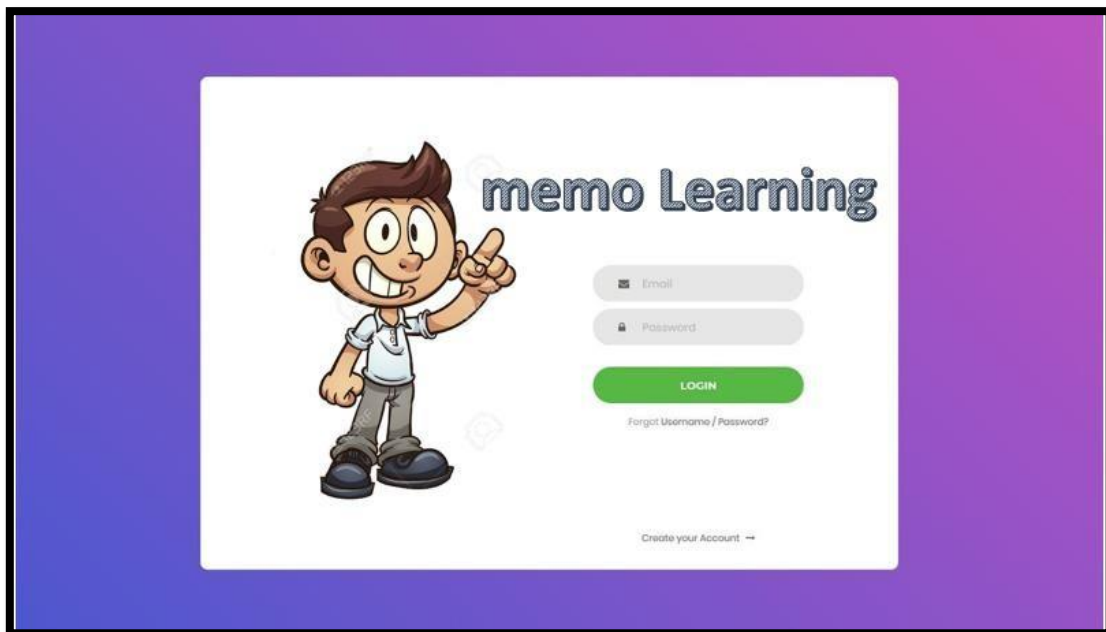 memo Learning
Email
Password
LOGIN
Forgot Username / Password?
Create your Account →